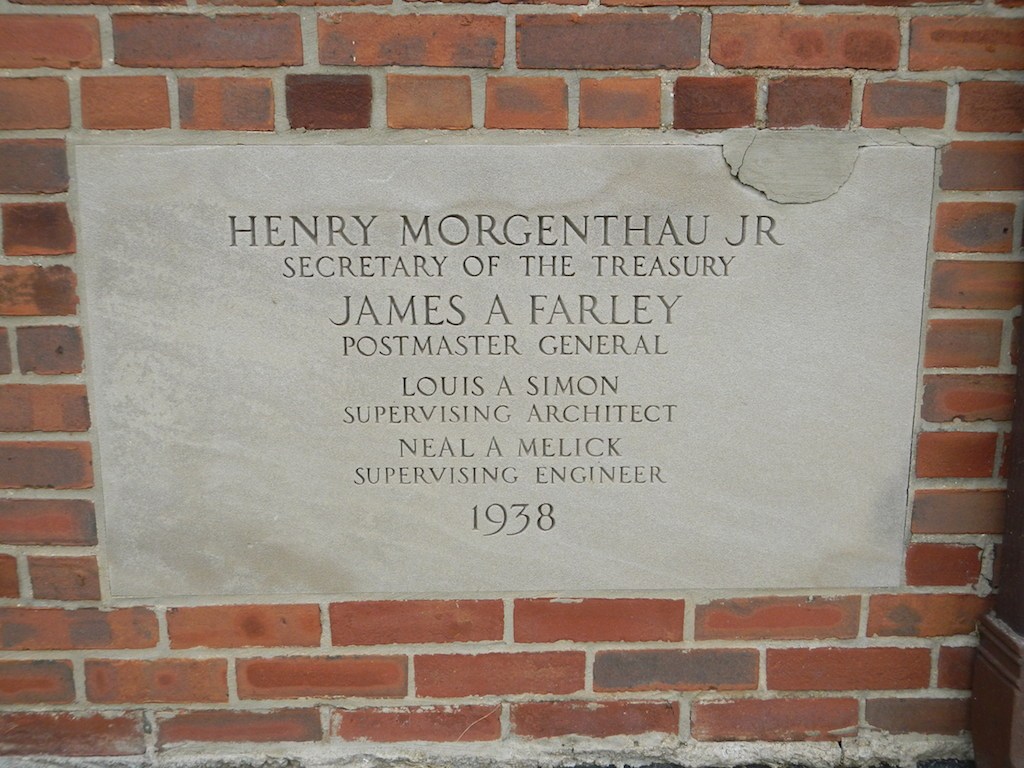 HENRY MORGENTHAU JR
SECRETARY OF THE TREASURY
JAMES A FARLEY
POSTMASTER GENERAL
LOUIS A SIMON
SUPERVISING ARCHITECT
NEAL A MELICK
SUPERVISING ENGINEER
1938